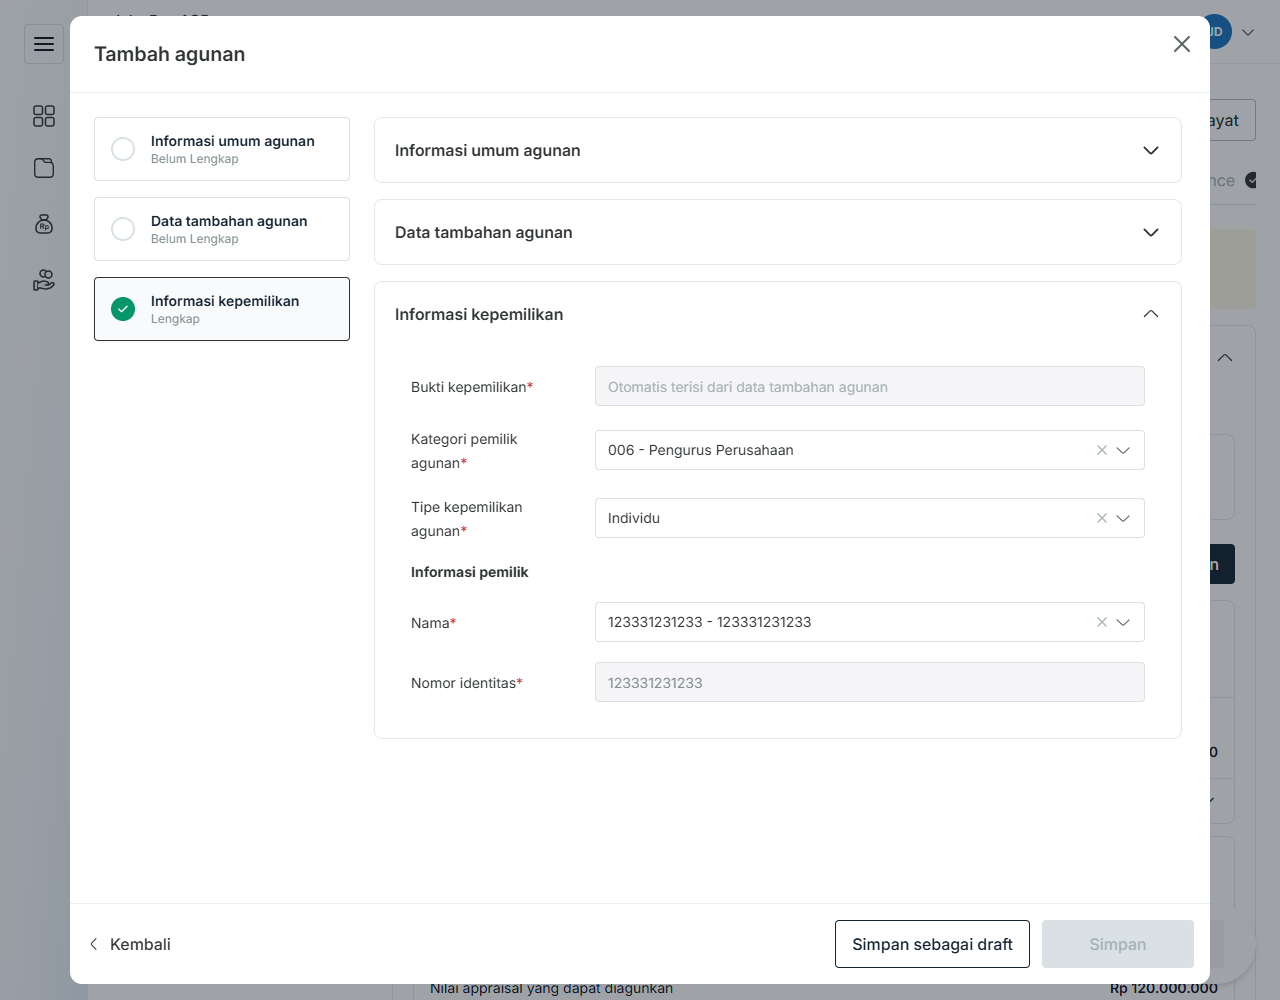 Tambah agunan
JD
ayat
nce
Informasi umum agunan
Belum Lengkap
Data tambahan agunan
Belum Lengkap
Informasi kepemilikan
Lengkap
Informasi umum agunan
Data tambahan agunan
Informasi kepemilikan
Bukti kepemilikan*
Otomatis terisi dari data tambahan agunan
Kategori pemilik
agunan*
006 - Pengurus Perusahaan
Tipe kepemilikan
agunan*
Individu
Informasi pemilik
Nama*
123331231233 - 123331231233
Nomor identitas*
123331231233
n
0
Kembali
Simpan sebagai draft
Simpan
Nilai appraisal yang dapat diagunkan
Rp 120.000.000